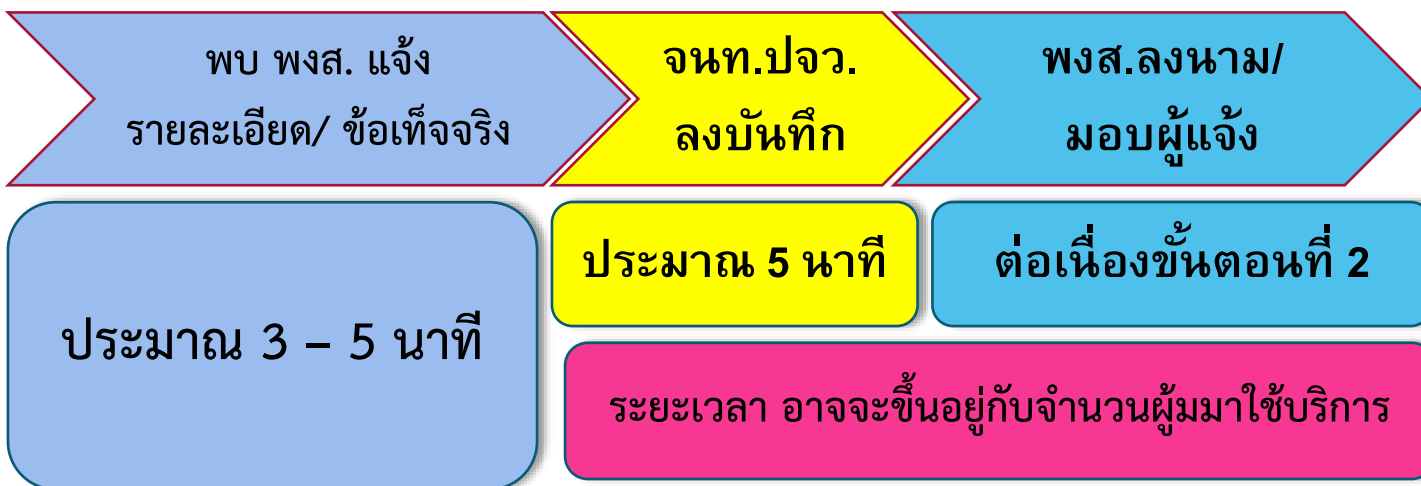 พบ พงส. แจ้ง
รายละเอียด/ ข้อเท็จจริง
จนท.ปจว.
ลงบันทึก
พงส.ลงนาม/
มอบผู้แจ้ง
ประมาณ 3 – 5 นาที
ประมาณ 5 นาที
ต่อเนื่องขั้นตอนที่ 2
ระยะเวลา อาจจะขึ้นอยู่กับจำนวนผู้มมาใช้บริการ